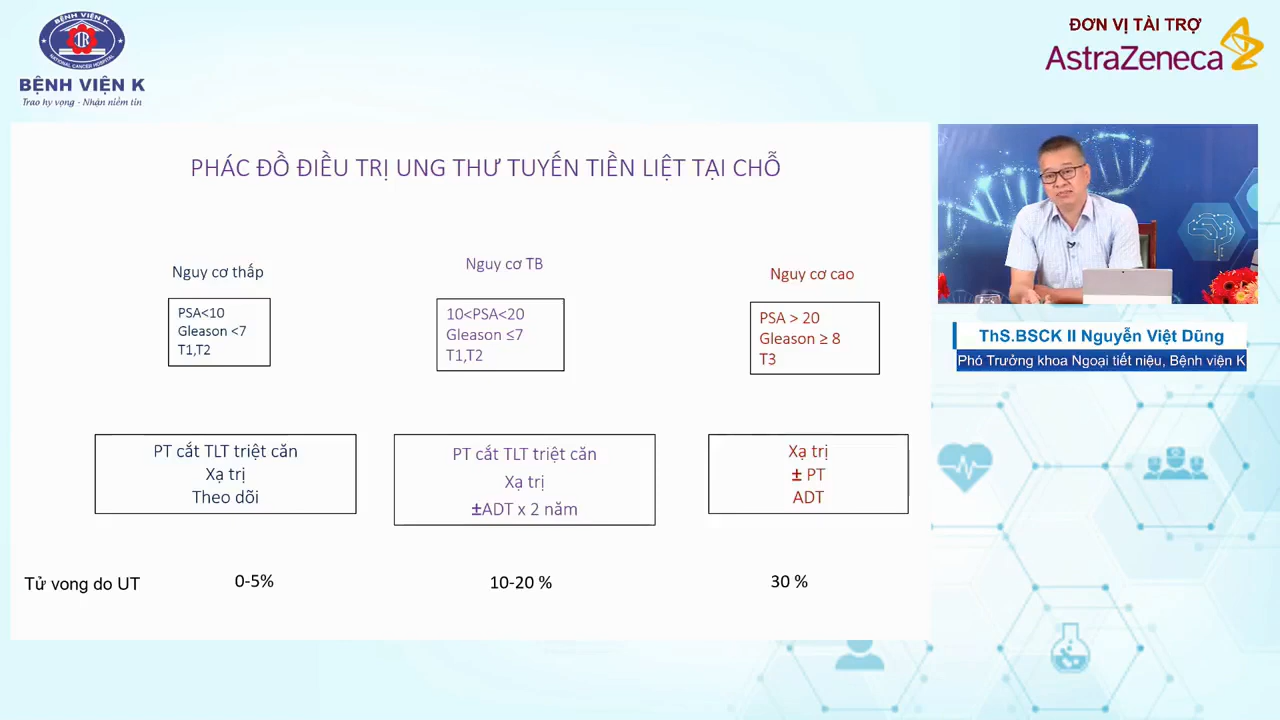 BỆNH VIỆN K
NATIONAL CANCER HOSPITAL
BỆNH VIỆN K
Trao hy vọng - Nhận niềm tin
ĐƠN VỊ TÀI TRỢ
AstraZeneca
PHÁC ĐỒ ĐIỀU TRỊ UNG THƯ TUYẾN TIỀN LIỆT TẠI CHỖ
Nguy cơ thấp
PSA<10
Gleason <7
T1,T2
Nguy cơ TB
10<PSA<20
Gleason ≤7
T1,T2
Nguy cơ cao
PSA > 20
Gleason ≥ 8
T3
PT cắt TLT triệt căn
Xạ trị
Theo dõi
PT cắt TLT triệt căn
Xạ trị
±ADT x 2 năm
Xạ trị
± PT
ADT
Tử vong do UT
0-5%
10-20 %
30 %
ThS.BSCK II Nguyễn Việt Dũng
Phó Trưởng khoa Ngoại tiết niệu, Bệnh viện K